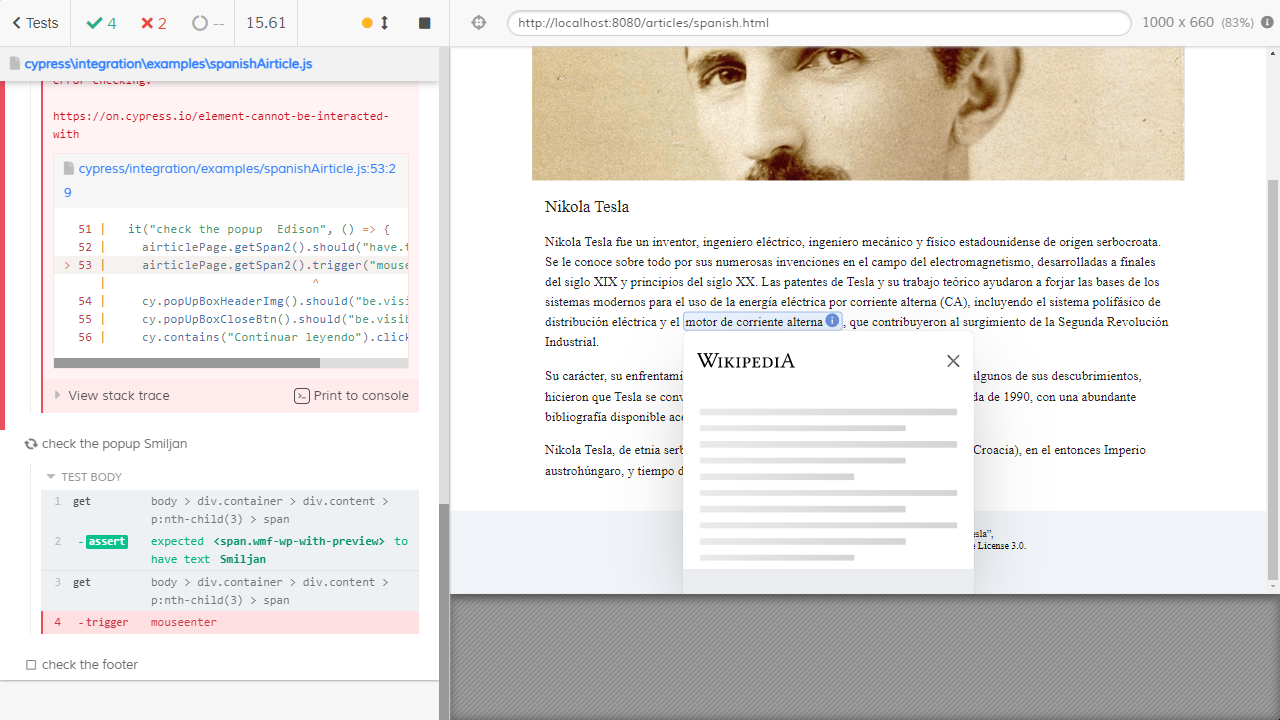 Tests 4 2 -- 15.61
http://localhost:8080/articles/spanish.html 1000 x 660 (83%)
cypress\integration\examples\spanishAirticle.js
error checking.
https://on.cypress.io/element-cannot-be-interacted-
with
cypress/integration/examples/spanishAirticle.js:53:2
9
51 | it("check the popup  Edison", () => {
52 | airticlePage.getSpan2().should("have.t
> 53 | airticlePage.getSpan2().trigger("mouse
| ^
54 | cy.popUpBoxHeaderImg().should("be.visi
55 | cy.popUpBoxCloseBtn().should("be.visib
56 | cy.contains("Continuar leyendo").click
View stack trace Print to console
check the popup Smiljan
TEST BODY
1 get body > div.container > div.content >
p:nth-child(3) > span
2 -assert expected <span.wmf-wp-with-preview> to
have text Smiljan
3 get body > div.container > div.content >
p:nth-child(3) > span
4 -trigger mouseenter
check the footer
Nikola Tesla
Nikola Tesla fue un inventor, ingeniero eléctrico, ingeniero mecánico y físico estadounidense de origen serbocroata.
Se le conoce sobre todo por sus numerosas invenciones en el campo del electromagnetismo, desarrolladas a finales
del siglo XIX y principios del siglo XX. Las patentes de Tesla y su trabajo teórico ayudaron a forjar las bases de los
sistemas modernos para el uso de la energía eléctrica por corriente alterna (CA), incluyendo el sistema polifásico de
distribución eléctrica y el motor de corriente alterna i , que contribuyeron al surgimiento de la Segunda Revolución
Industrial.
WIKIPEDIA
Su carácter, su enfrentami algunos de sus descubrimientos,
hicieron que Tesla se conv da de 1990, con una abundante
bibliografía disponible ace
Nikola Tesla, de etnia serb Croacia), en el entonces Imperio
austrohúngaro, y tiempo d
esla”,
e License 3.0.